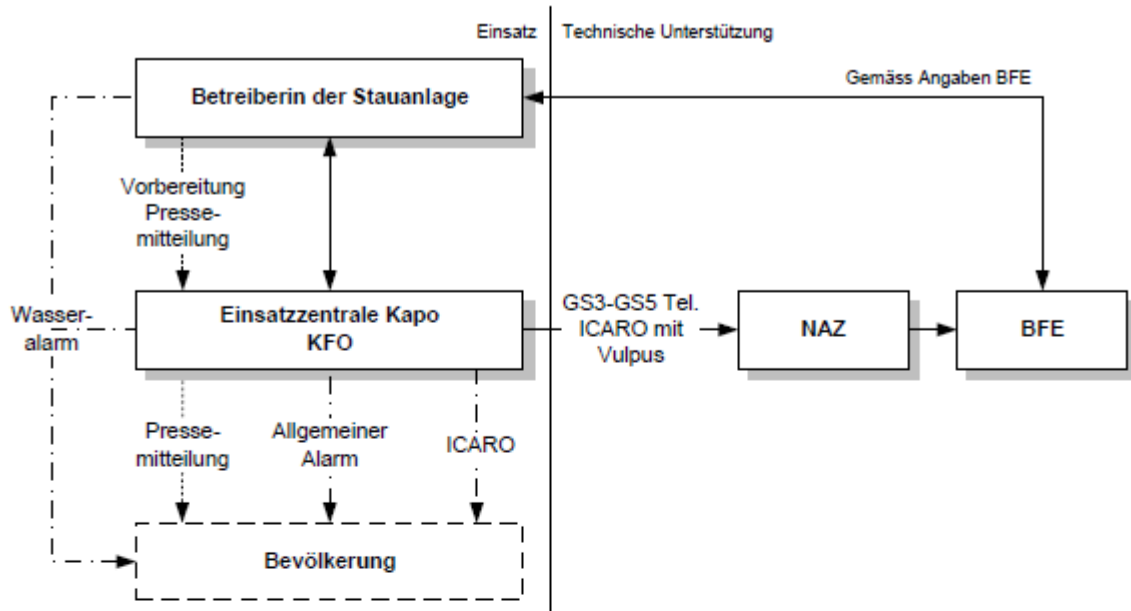 Einsatz
Technische Unterstützung
Gemäss Angaben BFE
Betreiberin der Stauanlage
Vorbereitung
Presse-
mitteilung
Wasser-
alarm
Einsatzzentrale Kapo
KFO
GS3-GS5 Tel.
ICARO mit
Vulpus
NAZ
BFE
Presse-
mitteilung
Allgemeiner
Alarm
ICARO
Bevölkerung